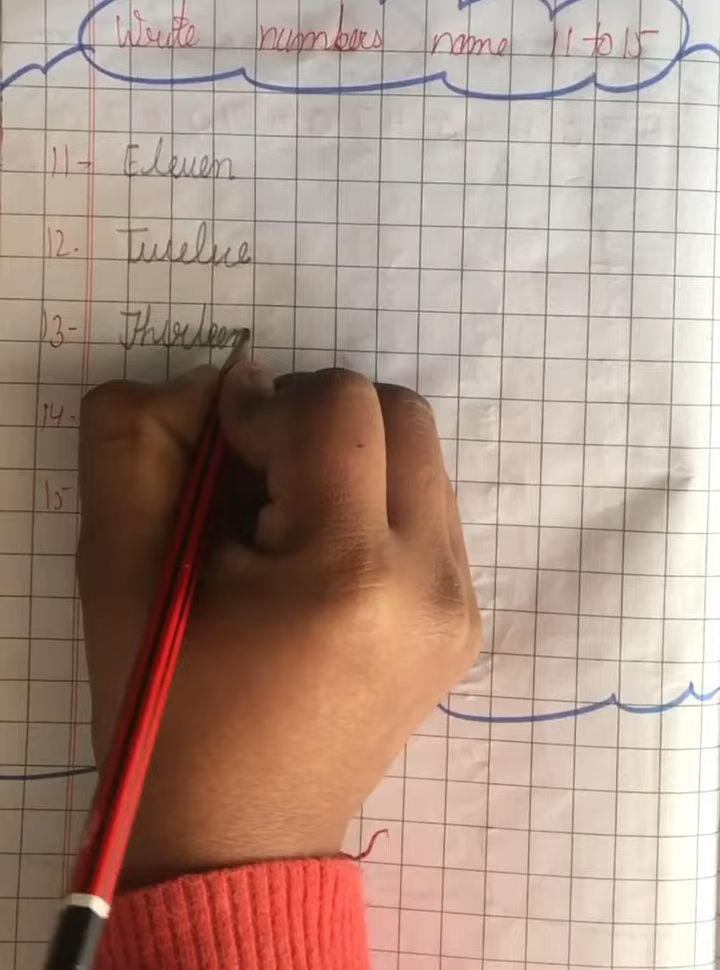 Write numbers name 11 to 15
11- Eleven
12. Twelve
13- Thirteen
14-
15